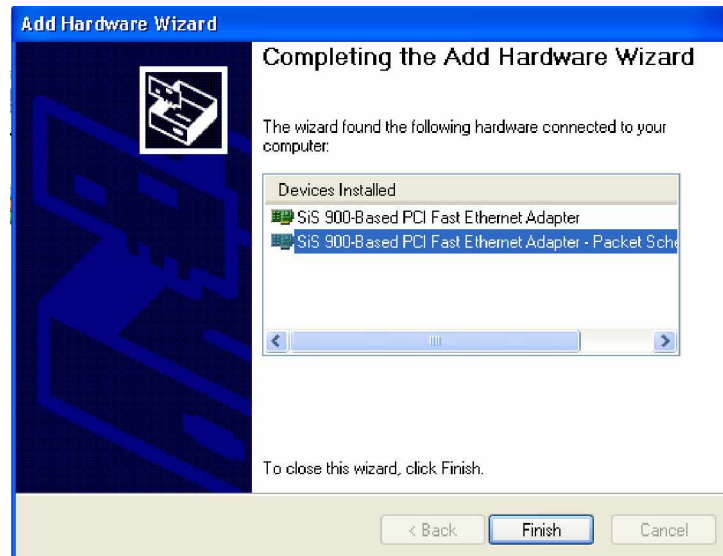 Add Hardware Wizard
Completing the Add Hardware Wizard
The wizard found the following hardware connected to your
computer:
Devices Installed
SiS 900-Based PCI Fast Ethernet Adapter
SiS 900-Based PCI Fast Ethernet Adapter - Packet Sche
To close this wizard, click Finish.
< Back Finish Cancel